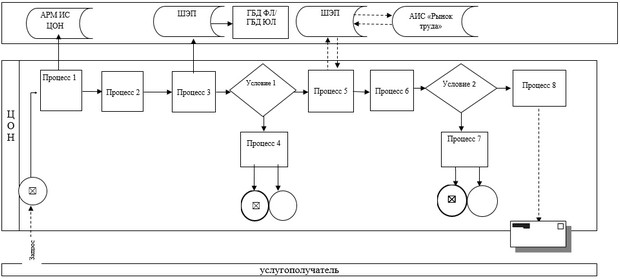 АРМ ИС
ЦОН
ШЭП
ГБД ФЛ/
ГБД ЮЛ
ШЭП
АИС «Рынок
труда»
ЦОН
Процесс 1
Процесс 2
Процесс 3
Условие 1
Процесс 5
Процесс 6
Условие 2
Процесс 8
Процесс 4
Процесс 7
Запрос
услугополучатель